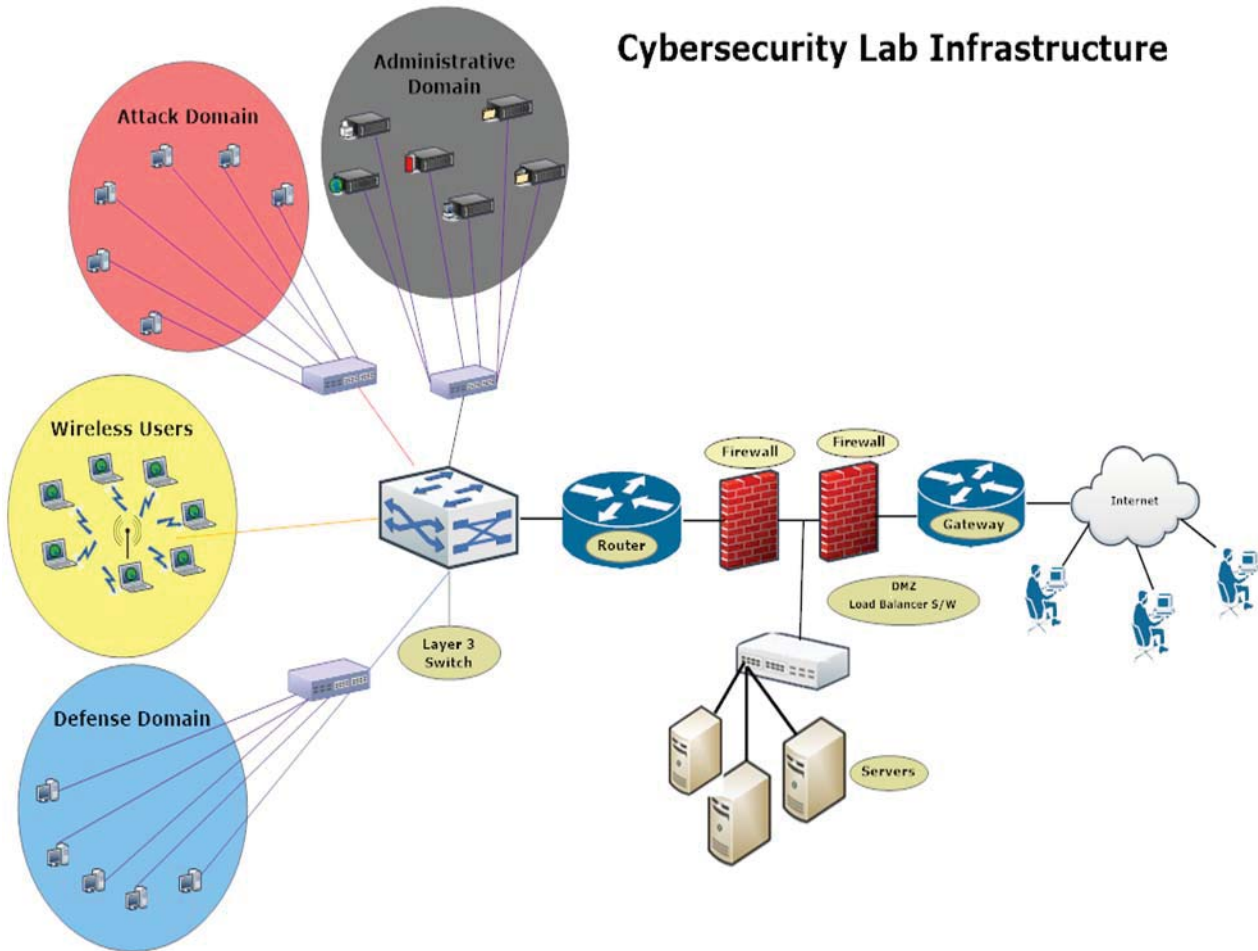 Cybersecurity Lab Infrastructure
Administrative
Domain
Attack Domain
Wireless Users
Firewall
Firewall
Internet
Router
Gateway
DMZ
Load Balancer S/W
Layer 3
Switch
Defense Domain
Servers